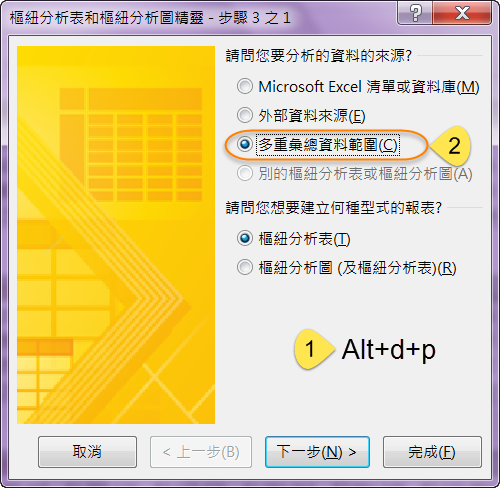 樞紐分析表和樞紐分析圖精靈 - 步驟 3 之 1
請問您要分析的資料的來源?
Microsoft Excel 清單或資料庫(M)
外部資料來源(E)
多重彙總資料範圍(C)
2
別的樞紐分析表或樞紐分析圖(A)
請問您想要建立何種型式的報表?
樞紐分析表(T)
樞紐分析圖 (及樞紐分析表)(R)
1 Alt+d+p
取消 < 上一步(B) 下一步(N) > 完成(F)